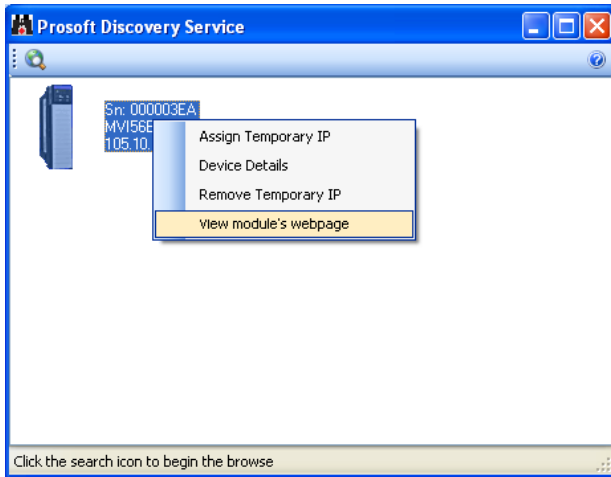 Prosoft Discovery Service
Sn: 000003EA
MVI56E
105.10.
Assign Temporary IP
Device Details
Remove Temporary IP
View module's webpage
Click the search icon to begin the browse